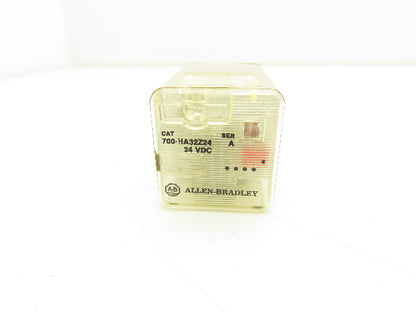 CAT
700-HA32Z24
24 VDC
SER
A
AB
ALLEN-BRADLEY